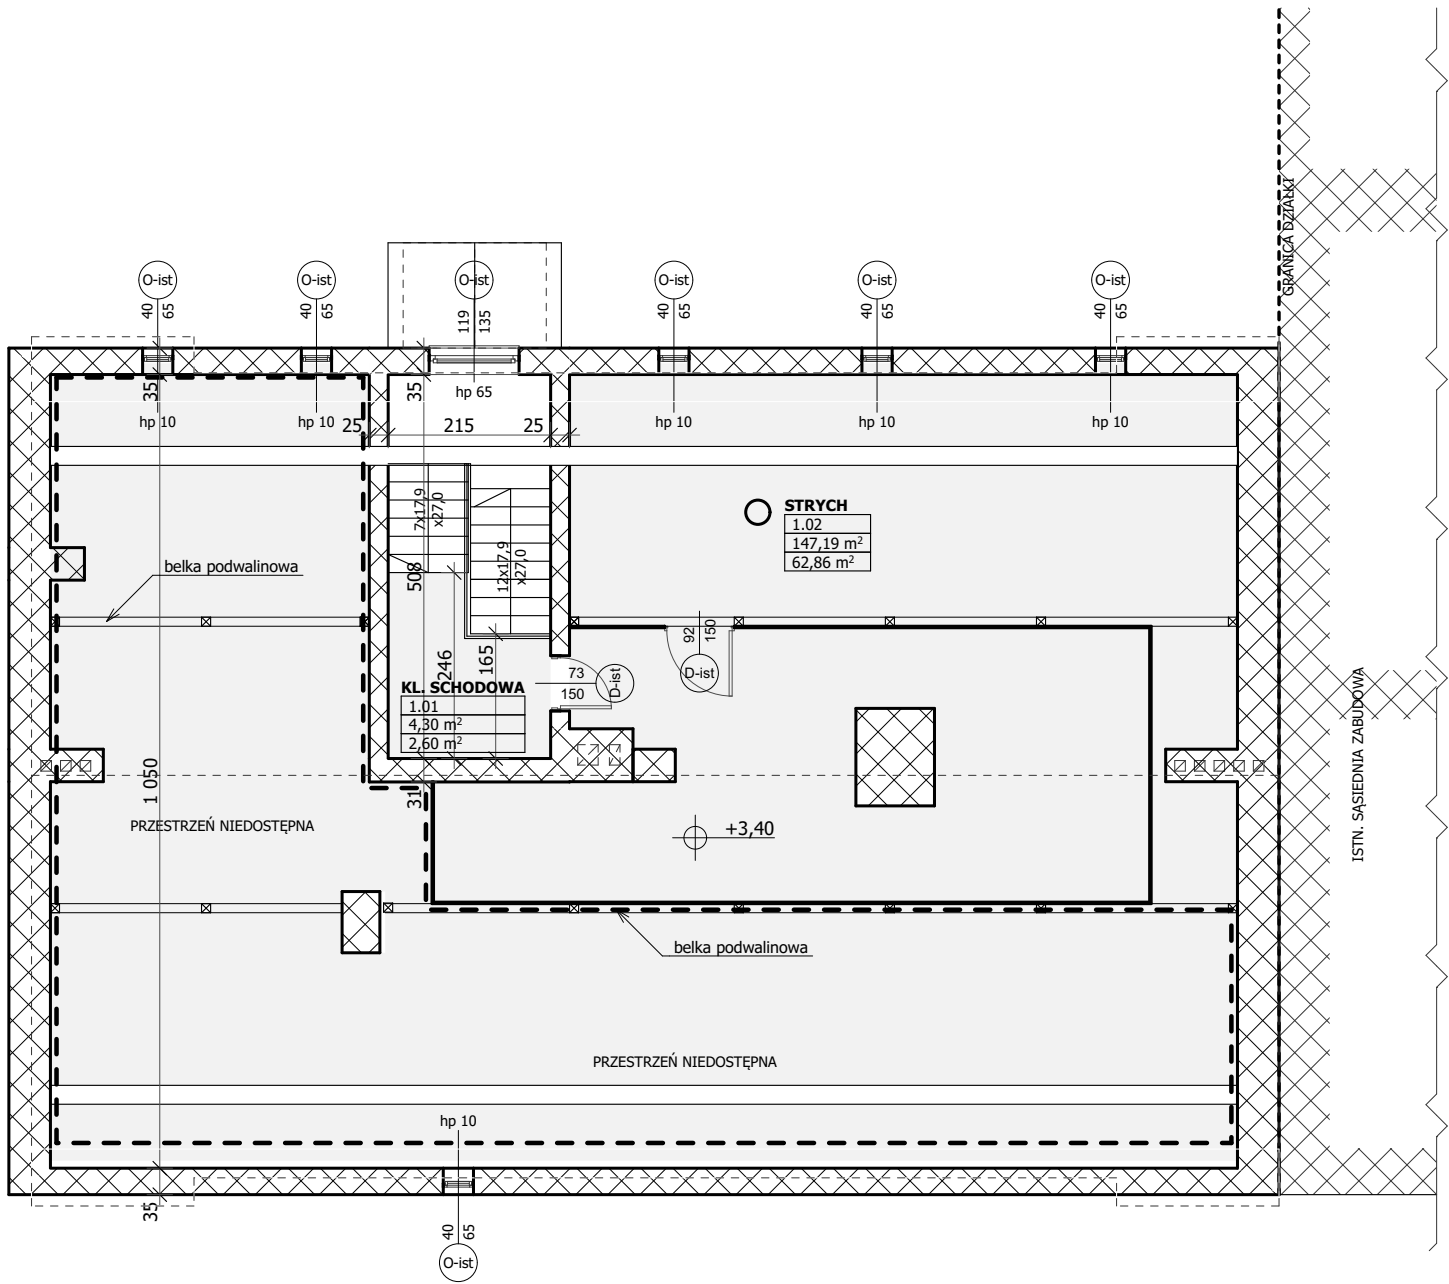 GRANICA DZIAŁKI
O-ist
O-ist
O-ist
O-ist
O-ist
O-ist
40 65
40 65
119 135
40 65
40 65
40 65
35
35
hp 10
hp 10
hp 65
hp 10
hp 10
hp 10
25
215
25
7x17,9
x27,0
12x17,9
x27,0
STRYCH
1.02
147,19 m²
62,86 m²
belka podwalinowa
508
246
165
92 150
D-ist
73
150
D-ist
KL. SCHODOWA
1.01
4,30 m²
2,60 m²
ISTN. SĄSIEDNIA ZABUDOWA
1 050
31
PRZESTRZEŃ NIEDOSTĘPNA
+3,40
belka podwalinowa
PRZESTRZEŃ NIEDOSTĘPNA
hp 10
35
40 65
O-ist